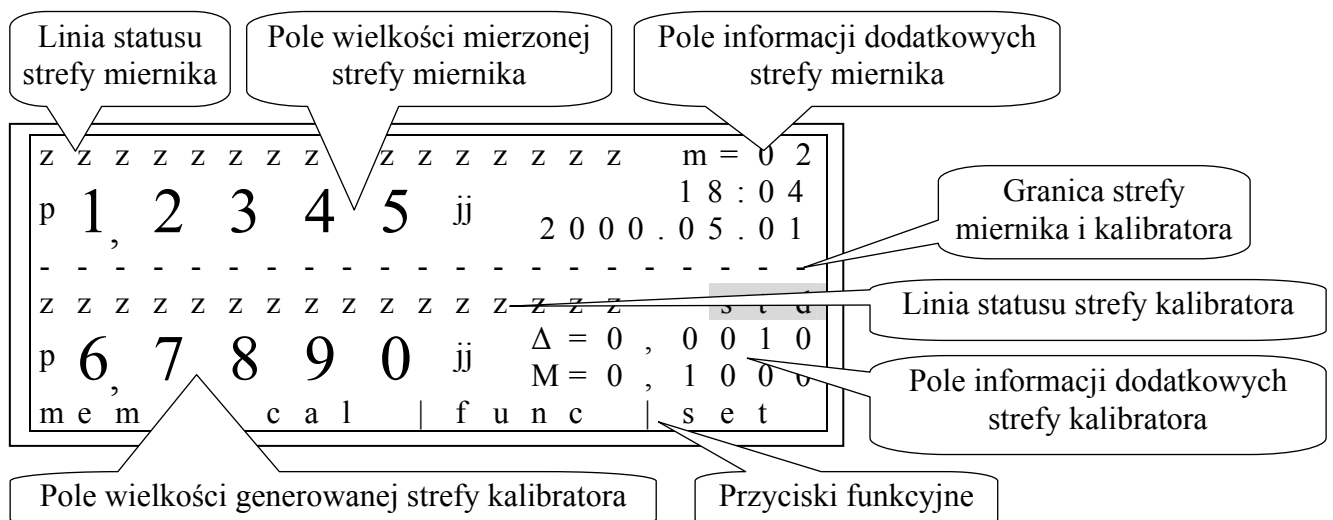 Linia statusu
strefy miernika
Pole wielkości mierzonej
strefy miernika
Pole informacji dodatkowych
strefy miernika
z z z z z z z z z z z z z z z z m = 0 2
p 1, 2 3 4 5 jj
1 8 : 0 4
2 0 0 0 . 0 5 . 0 1
- - - - - - - - - - - - - - - - - - - - -
z z z z z z z z z z z z z z z z s t d
p 6, 7 8 9 0 jj
Δ = 0 , 0 0 1 0
M = 0 , 1 0 0 0
m e m c a l | f u n c | s e t
Granica strefy
miernika i kalibratora
Linia statusu strefy kalibratora
Pole informacji dodatkowych
strefy kalibratora
Pole wielkości generowanej strefy kalibratora
Przyciski funkcyjne